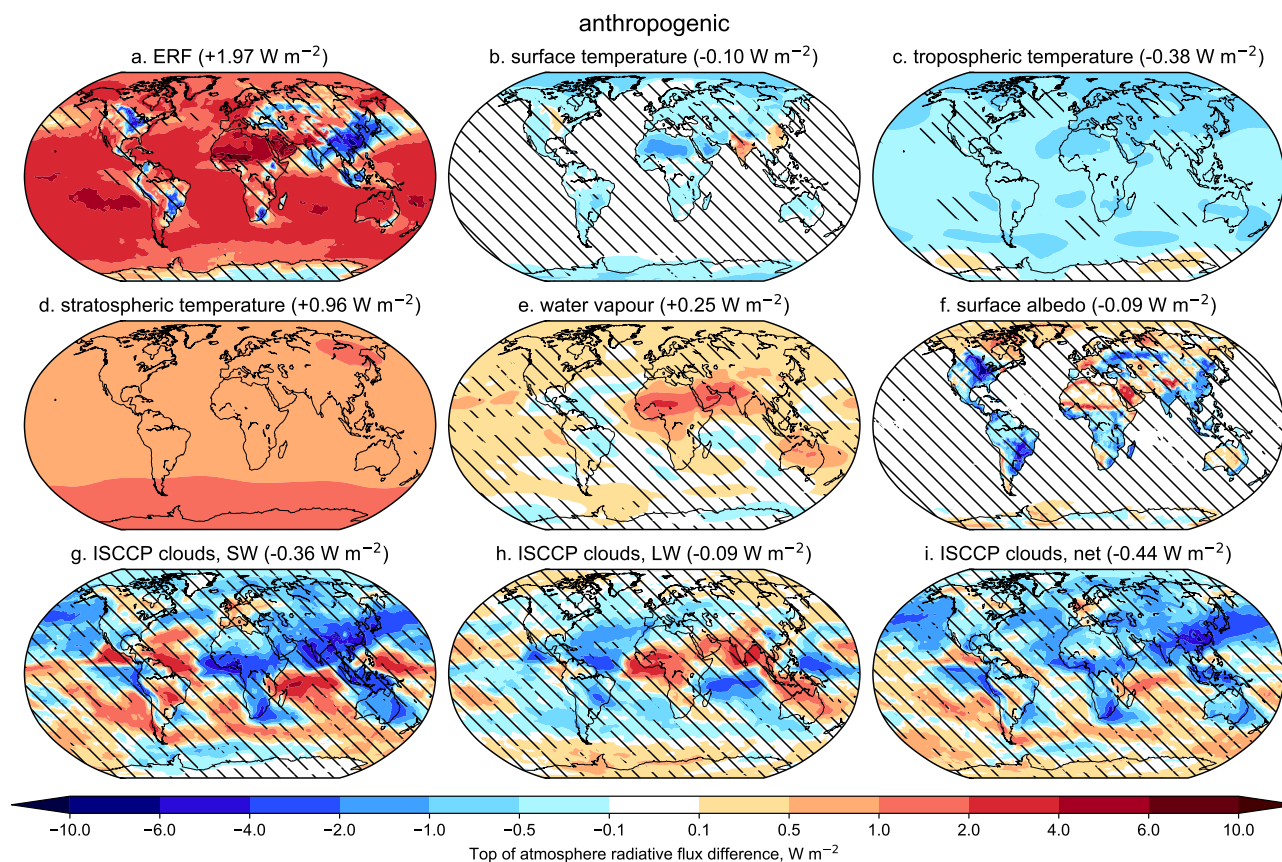 anthropogenic
a. ERF (+1.97 W m⁻²)
b. surface temperature (-0.10 W m⁻²)
c. tropospheric temperature (-0.38 W m⁻²)
d. stratospheric temperature (+0.96 W m⁻²)
e. water vapour (+0.25 W m⁻²)
f. surface albedo (-0.09 W m⁻²)
g. ISCCP clouds, SW (-0.36 W m⁻²)
h. ISCCP clouds, LW (-0.09 W m⁻²)
i. ISCCP clouds, net (-0.44 W m⁻²)
−10.0 −6.0 −4.0 −2.0 −1.0 −0.5 −0.1 0.1 0.5 1.0 2.0 4.0 6.0 10.0
Top of atmosphere radiative flux difference, W m⁻²